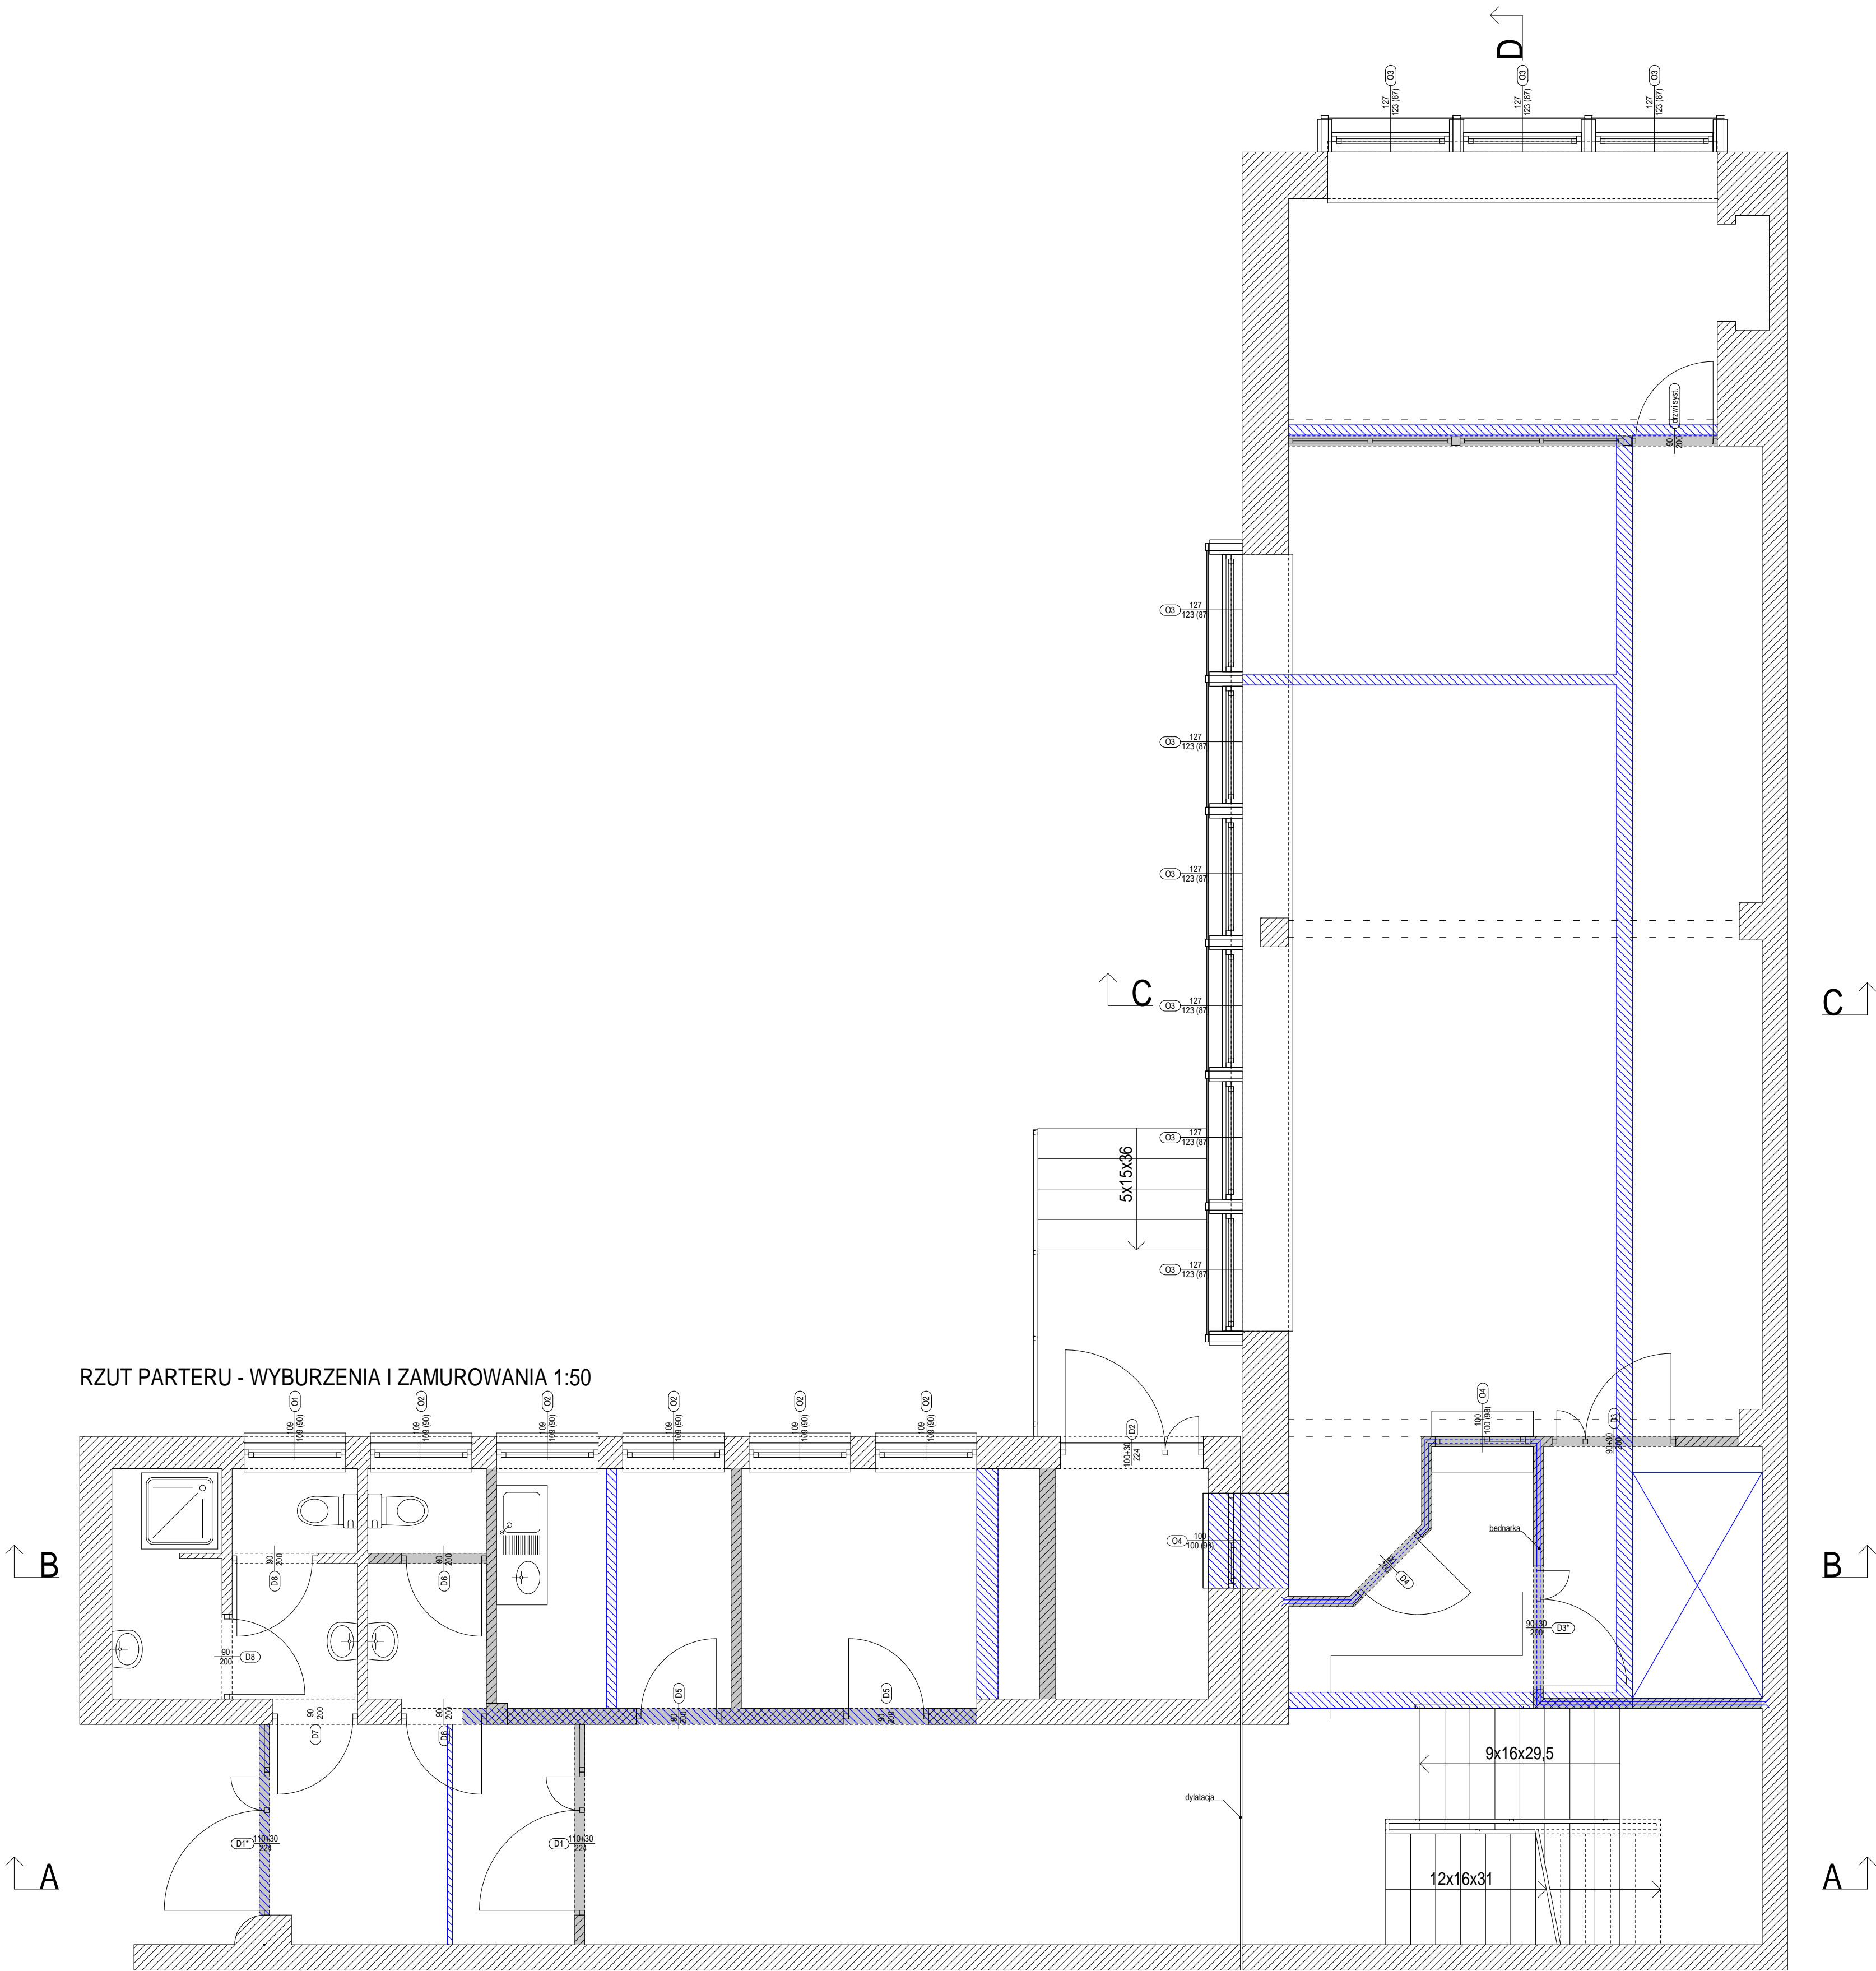 D
O3
127
123 (87)
O3
127
123 (87)
O3
127
123 (87)
drzwi syst.
90
200
O3
127
123 (87)
O3
127
123 (87)
O3
127
123 (87)
C
O3
127
123 (87)
C
5x15x36
O3
127
123 (87)
O3
127
123 (87)
RZUT PARTERU - WYBURZENIA I ZAMUROWANIA 1:50
O1
109
109 (90)
O2
109
109 (90)
O2
109
109 (90)
O2
109
109 (90)
O2
109
109 (90)
O2
109
109 (90)
D2
100+30
224
O4
100
100 (98)
D3
90+30
200
bednarka
B
D8
90
200
D6
90
200
O4
100
100 (98)
D4
90
200
B
D8
90
200
D3*
90+30
200
D7
90
200
D6
90
200
D5
90
200
D5
90
200
9x16x29,5
dylatacja
D1*
110+30
224
D1
110+30
224
A
12x16x31
A